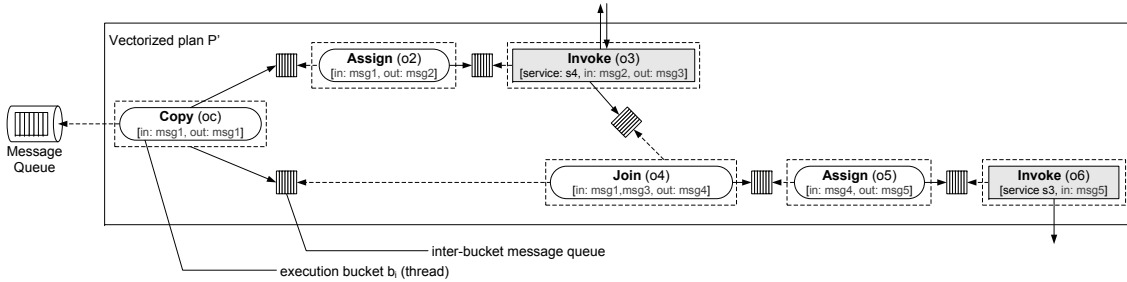 Vectorized plan P'
Assign (o2)
[in: msg1, out: msg2]
Invoke (o3)
[service: s4, in: msg2, out: msg3]
Copy (oc)
[in: msg1, out: msg1]
Message
Queue
Join (o4)
[in: msg1,msg3, out: msg4]
Assign (o5)
[in: msg4, out: msg5]
Invoke (o6)
[service s3, in: msg5]
inter-bucket message queue
execution bucket bi (thread)